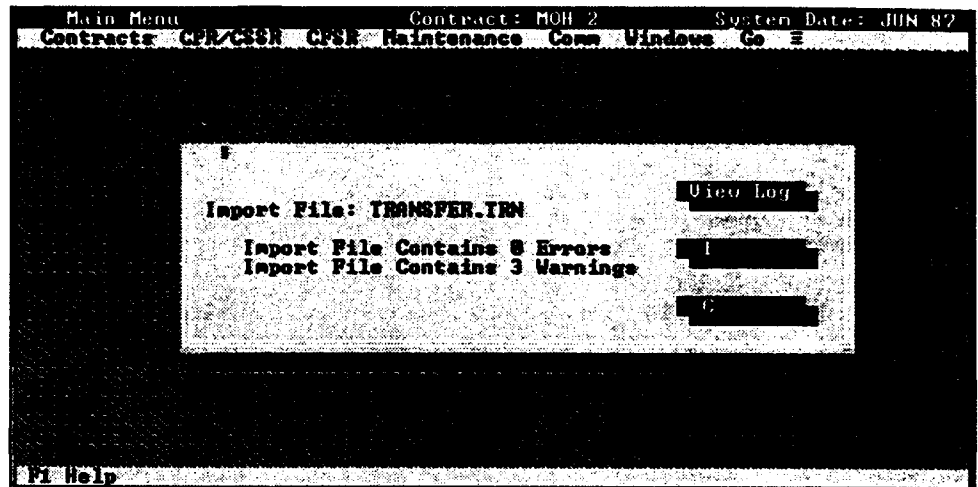 Main Menu Contract: MOH 2 System Date: JUN 87
Contracts CPR/CSSR CFSR Maintenance Comm Windows Go ≡
View Log
Import File: TRANSFER.TRN
Import File Contains 0 Errors
I
Import File Contains 3 Warnings
C
F1 Help